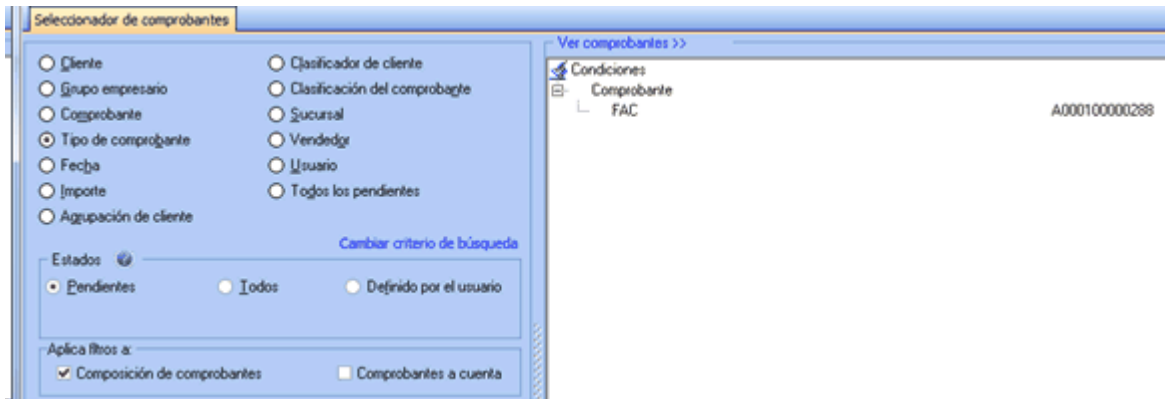 Seleccionador de comprobantes
Cliente
Clasificador de cliente
Grupo empresario
Clasificación del comprobante
Comprobante
Sucursal
Tipo de comprobante
Vendedor
Fecha
Usuario
Importe
Todos los pendientes
Agrupación de cliente
Cambiar criterio de búsqueda
Estados
Pendientes
Todos
Definido por el usuario
Aplica filtros a:
Composición de comprobantes
Comprobantes a cuenta
Ver comprobantes >>
Condiciones
Comprobante
FAC A000100000288